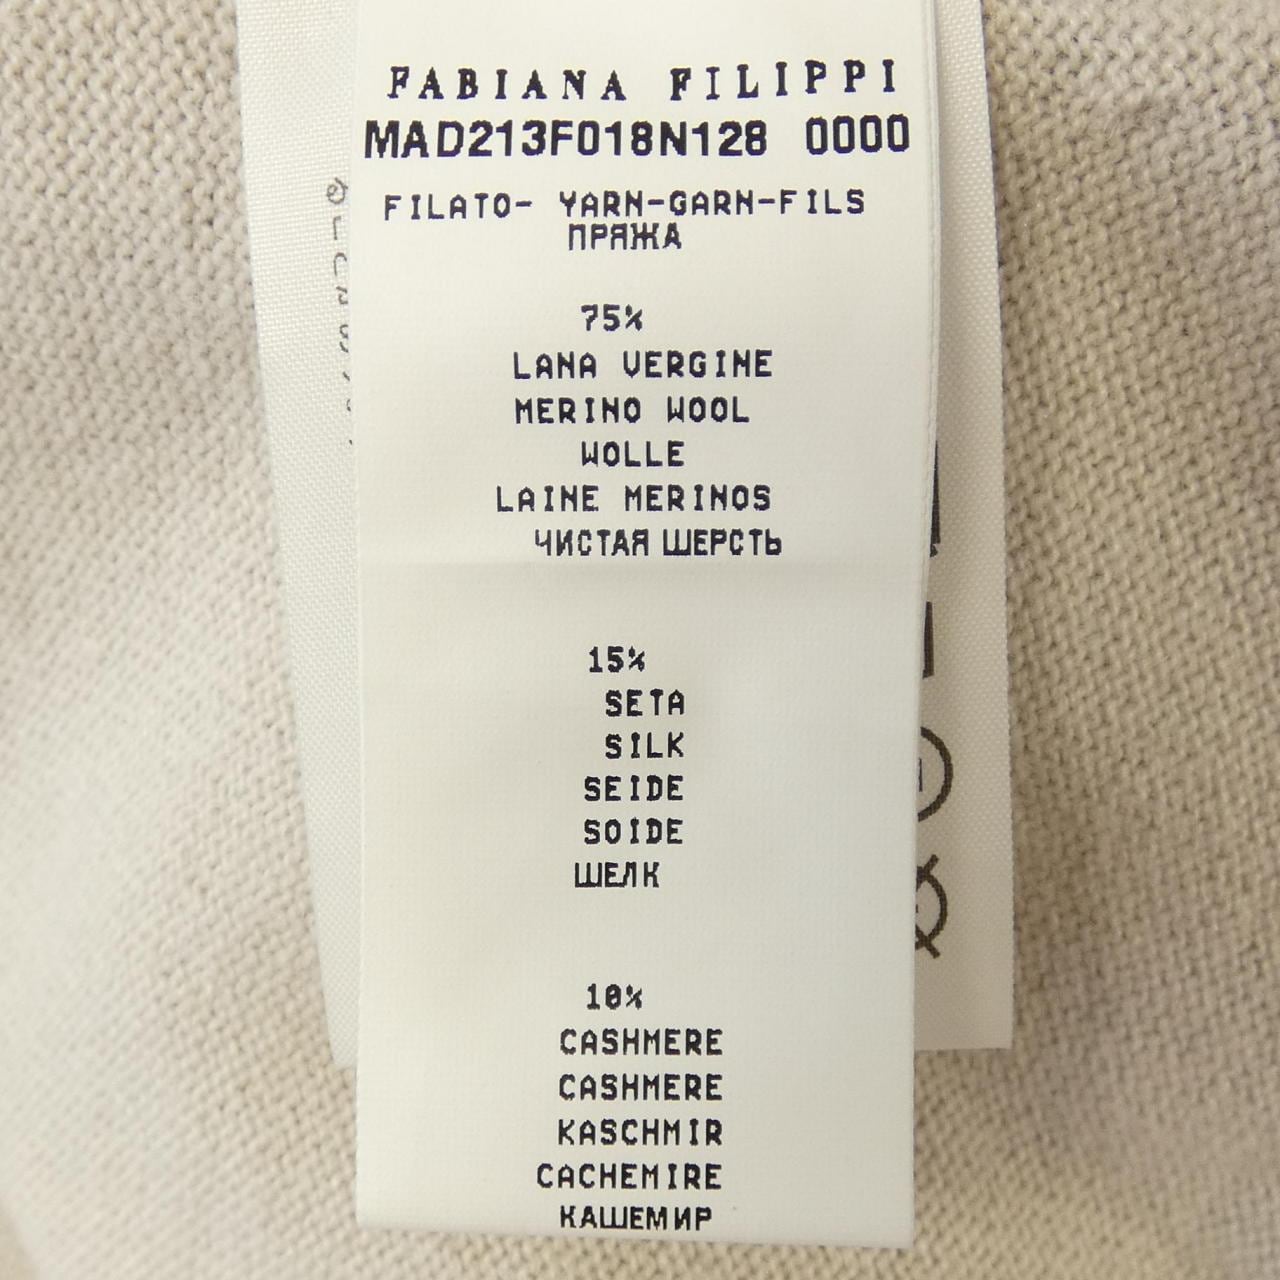 FABIANA FILIPPI
MAD213F018N128 0000
FILATO- YARN-GARN-FILS
ПРЯЖА
75%
LANA VERGINE
MERINO WOOL
WOLLE
LAINE MERINOS
ЧИСТАЯ ШЕРСТЬ
15%
SETA
SILK
SEIDE
SOIDE
ШЕЛК
10%
CASHMERE
CASHMERE
KASCHMIR
CACHEMIRE
КАШЕМИР